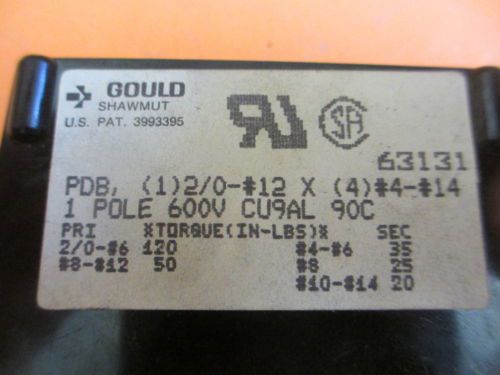 GOULD
SHAWMUT
U.S. PAT. 3993395
UR
SA
63131
PDB, (1)2/0-#12 X (4)#4-#14
1 POLE 600V CU9AL 90C
PRI *TORQUE(IN-LBS)* SEC
2/0-#6 120 #4-#6 35
#8-#12 50 #8 25
#10-#14 20